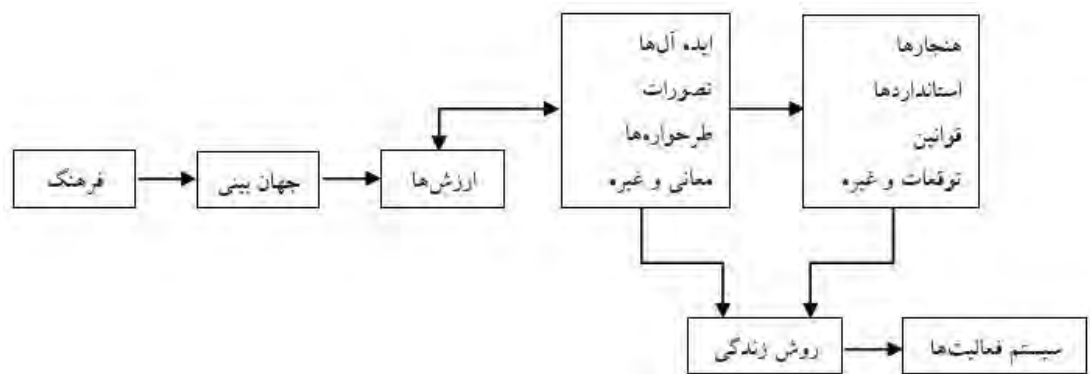 فرهنگ
جهان بینی
ارزش‌ها
ایده آل‌ها
تصورات
طرحواره‌ها
معانی و غیره
هنجارها
استانداردها
قوانین
توقعات و غیره
روش زندگی
سیستم فعالیت‌ها